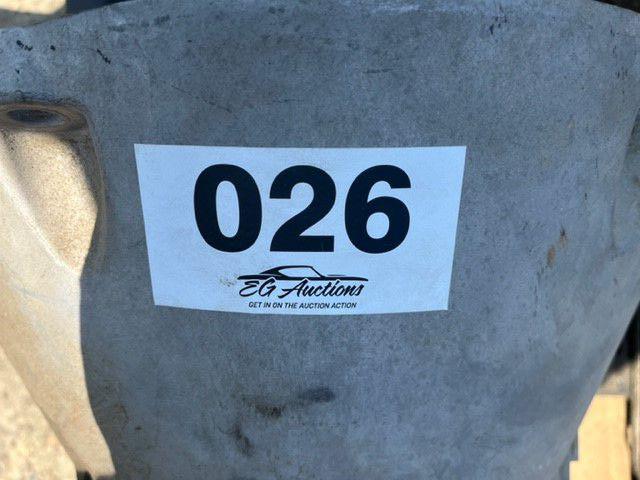 026
EG Auctions
GET IN ON THE AUCTION ACTION